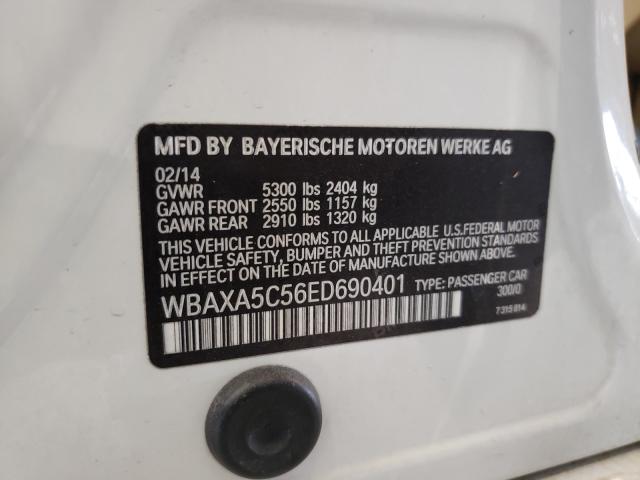 MFD BY BAYERISCHE MOTOREN WERKE AG
02/14
GVWR 5300 lbs 2404 kg
GAWR FRONT 2550 lbs 1157 kg
GAWR REAR 2910 lbs 1320 kg
THIS VEHICLE CONFORMS TO ALL APPLICABLE U.S.FEDERAL MOTOR
VEHICLE SAFETY, BUMPER AND THEFT PREVENTION STANDARDS
IN EFFECT ON THE DATE OF MANUFACTURE SHOWN ABOVE.
WBAXA5C56ED690401 TYPE: PASSENGER CAR
300/0
7315814